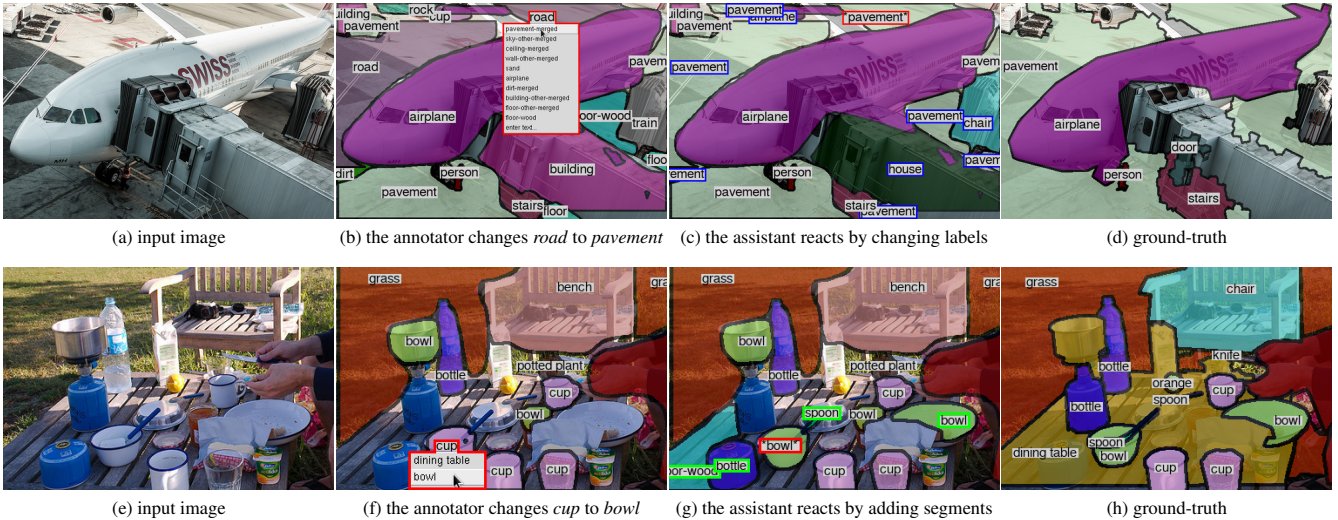 swiss
building
pavement
rock
cup
road
pavement-merged
sky-other-merged
ceiling-merged
wall-other-merged
sand
airplane
dirt-merged
building-other-merged
floor-other-merged
floor-wood
enter text...
road
airplane
pavem
oor-wood
train
building
floo
dirt
person
pavement
stairs
floor
uilding
pavement
pavement
airplane
*pavement*
pavem
pavement
airplane
pavement
chair
pavem
house
avement
person
pavement
stairs
pavement
pavement
airplane
door
person
stairs
(a) input image
(b) the annotator changes road to pavement
(c) the assistant reacts by changing labels
(d) ground-truth
grass
bench
gra
bowl
bottle
potted plant
cup
bowl
cup
dining table
bowl
cup
cup
grass
bench
gra
bowl
bottle
potted plant
cup
spoon
bowl
bowl
*bowl*
oor-wood
bottle
cup
cup
grass
chair
knife
orange
cup
spoon
bottle
bowl
spoon
bowl
dining table
cup
cup
(e) input image
(f) the annotator changes cup to bowl
(g) the assistant reacts by adding segments
(h) ground-truth